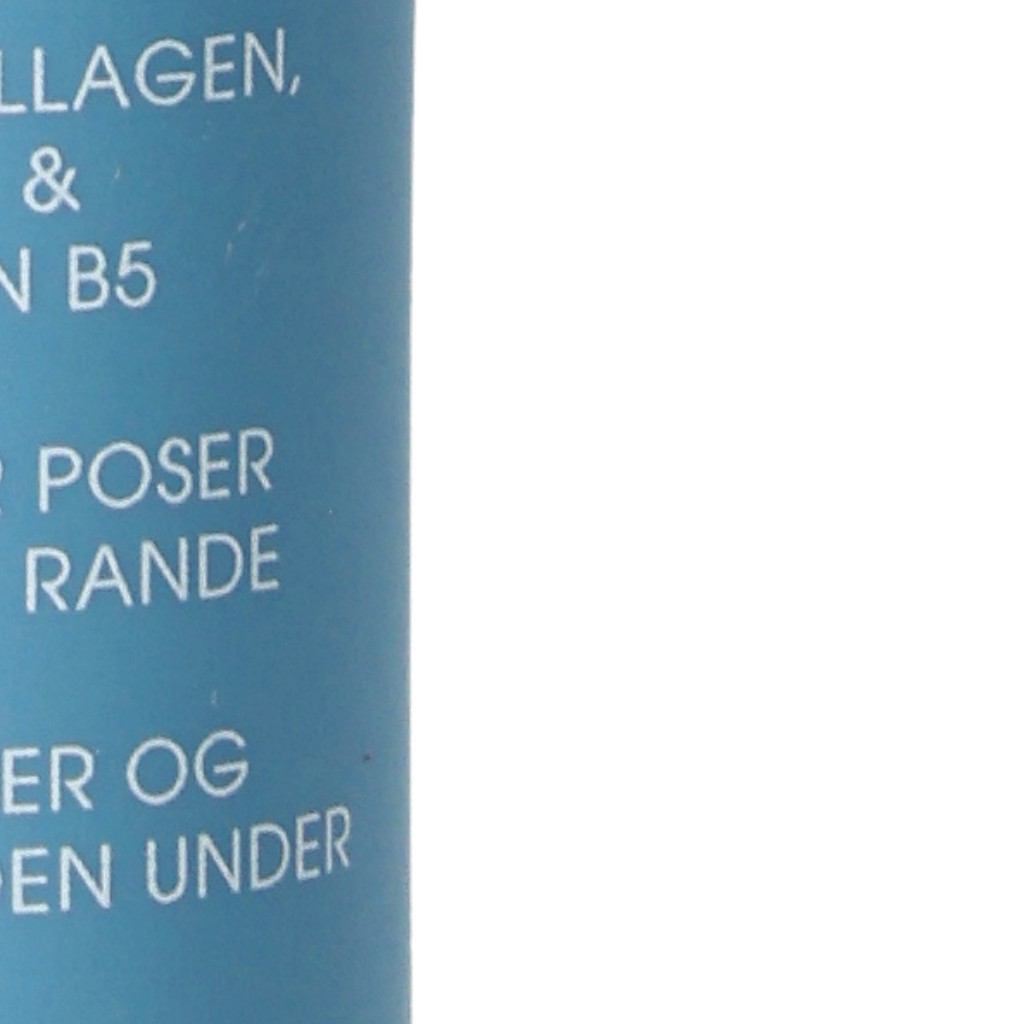 LLAGEN,
&
N B5
POSER
RANDE
ER OG
EN UNDER